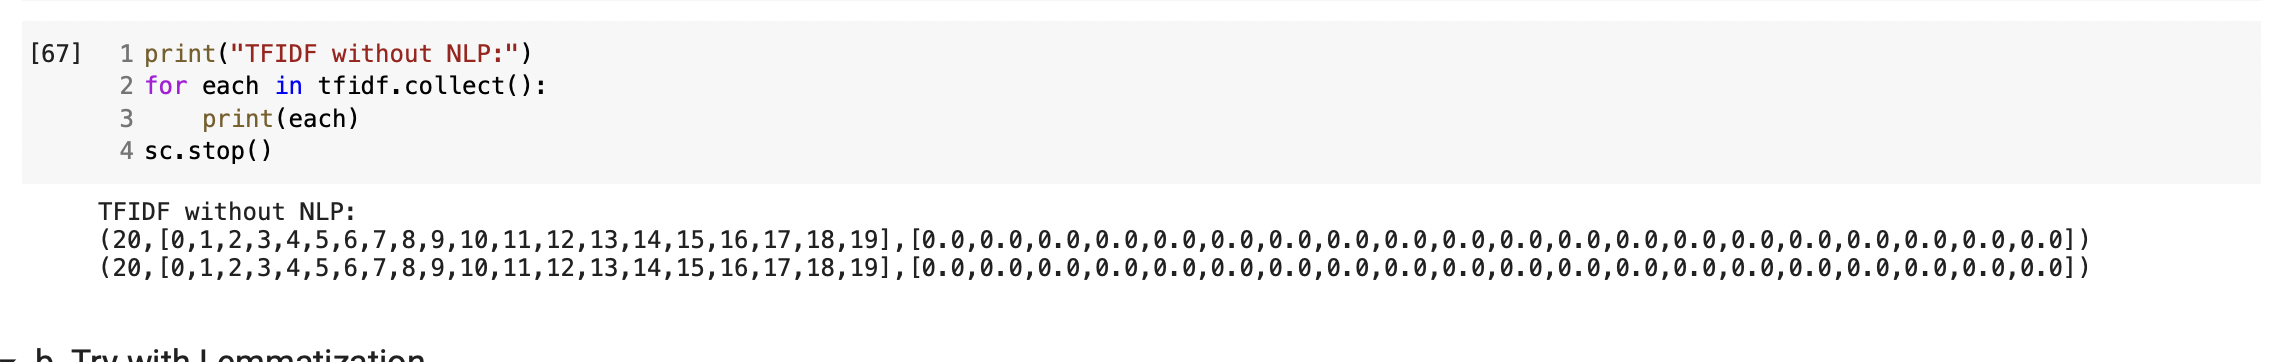 [67] 1 print("TFIDF without NLP:")
2 for each in tfidf.collect():
3     print(each)
4 sc.stop()
TFIDF without NLP:
(20,[0,1,2,3,4,5,6,7,8,9,10,11,12,13,14,15,16,17,18,19],[0.0,0.0,0.0,0.0,0.0,0.0,0.0,0.0,0.0,0.0,0.0,0.0,0.0,0.0,0.0,0.0,0.0,0.0,0.0,0.0])
(20,[0,1,2,3,4,5,6,7,8,9,10,11,12,13,14,15,16,17,18,19],[0.0,0.0,0.0,0.0,0.0,0.0,0.0,0.0,0.0,0.0,0.0,0.0,0.0,0.0,0.0,0.0,0.0,0.0,0.0,0.0])
b. Try with Lemmatization